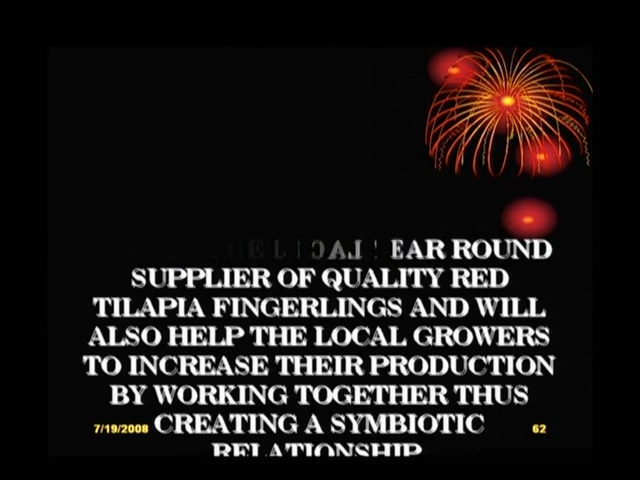 EAR ROUND
SUPPLIER OF QUALITY RED
TILAPIA FINGERLINGS AND WILL
ALSO HELP THE LOCAL GROWERS
TO INCREASE THEIR PRODUCTION
BY WORKING TOGETHER THUS
CREATING A SYMBIOTIC
RELATIONSHIP
7/19/2008
62